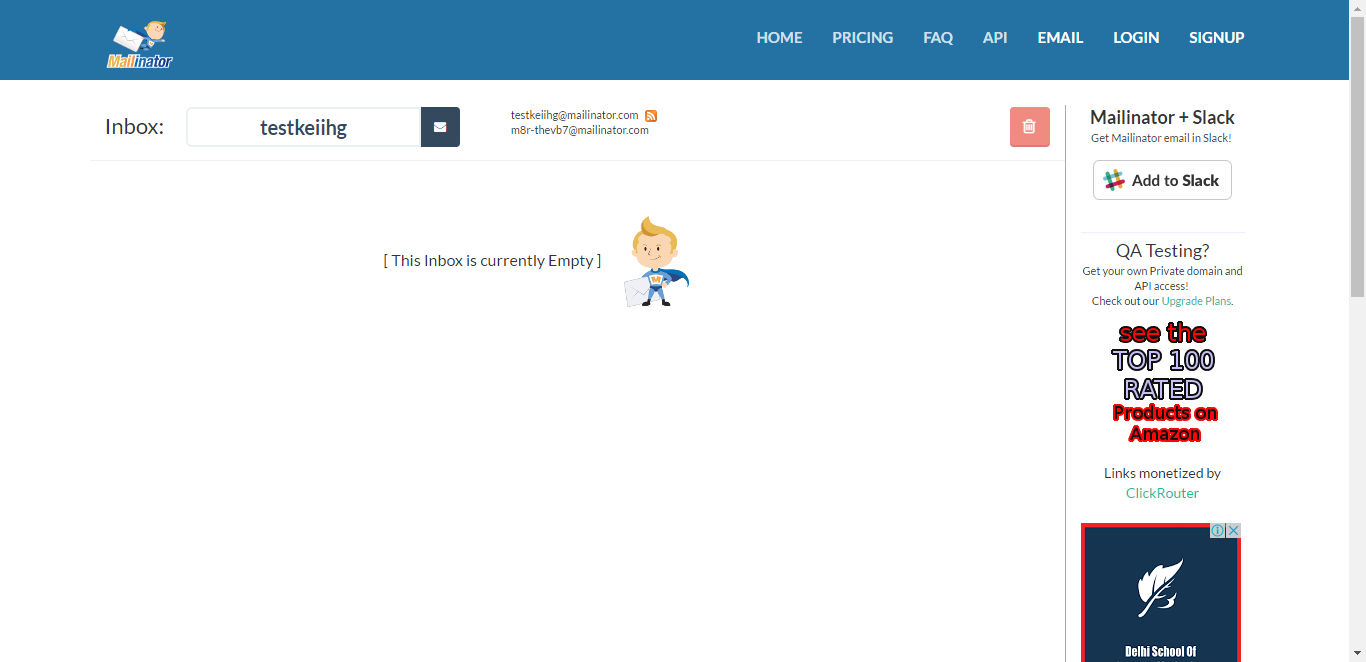 Mailinator
HOME PRICING FAQ API EMAIL LOGIN SIGNUP
Inbox:
testkeiihg
testkeiihg@mailinator.com
m8r-thevb7@mailinator.com
[ This Inbox is currently Empty ]
M
Mailinator + Slack
Get Mailinator email in Slack!
Add to Slack
QA Testing?
Get your own Private domain and
API access!
Check out our Upgrade Plans.
see the
TOP 100
RATED
Products on
Amazon
Links monetized by
ClickRouter
Delhi School Of